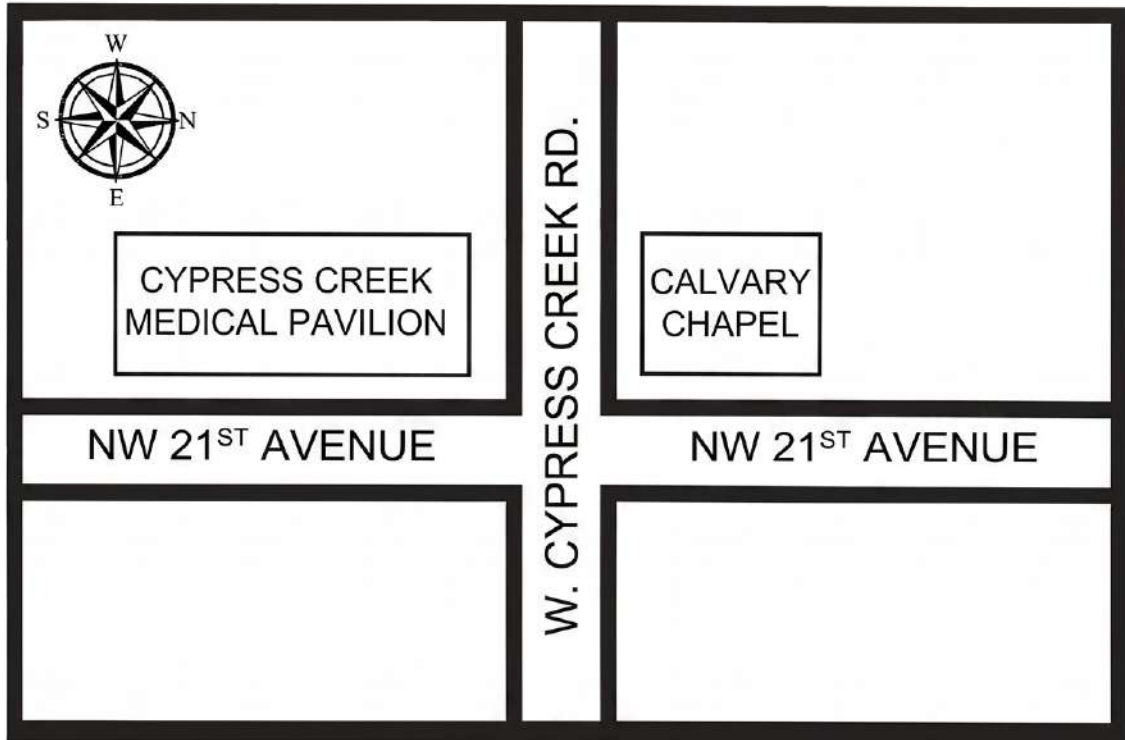 W
S
N
E
CYPRESS CREEK
MEDICAL PAVILION
W. CYPRESS CREEK RD.
CALVARY
CHAPEL
NW 21ST AVENUE
NW 21ST AVENUE